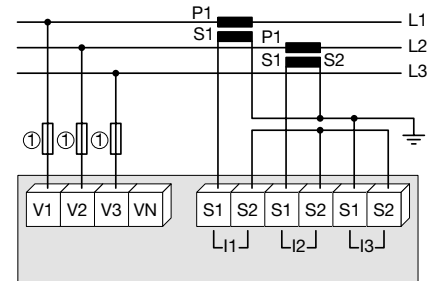 P1 L1
S1 P1 L2
S1 S2 L3
① ① ①
V1 V2 V3 VN S1 S2 S1 S2 S1 S2
I1 I2 I3